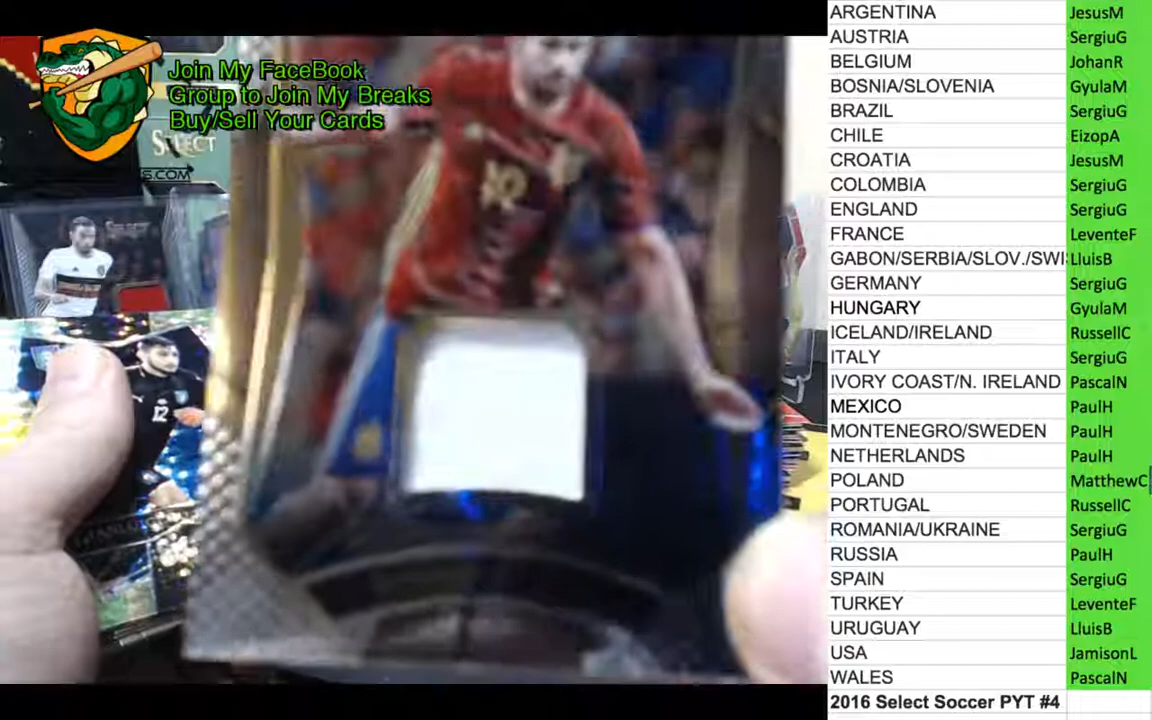 Join My FaceBook
Group to Join My Breaks
Buy/Sell Your Cards
SELECT
S.COM
SELECT
12
10
ARGENTINA JesusM
AUSTRIA SergiuG
BELGIUM JohanR
BOSNIA/SLOVENIA GyulaM
BRAZIL SergiuG
CHILE EizopA
CROATIA JesusM
COLOMBIA SergiuG
ENGLAND SergiuG
FRANCE LeventeF
GABON/SERBIA/SLOV./SWI LluisB
GERMANY SergiuG
HUNGARY GyulaM
ICELAND/IRELAND RussellC
ITALY SergiuG
IVORY COAST/N. IRELAND PascalN
MEXICO PaulH
MONTENEGRO/SWEDEN PaulH
NETHERLANDS PaulH
POLAND MatthewC
PORTUGAL RussellC
ROMANIA/UKRAINE SergiuG
RUSSIA PaulH
SPAIN SergiuG
TURKEY LeventeF
URUGUAY LluisB
USA JamisonL
WALES PascalN
2016 Select Soccer PYT #4